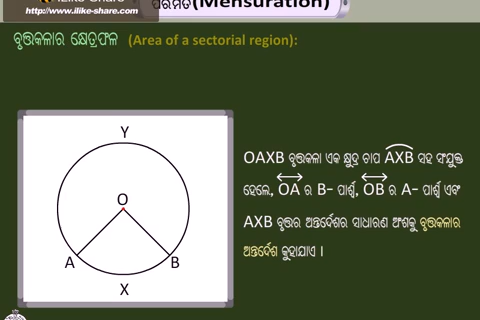 http://www.ilike-share.com
ପରିମିତି(Mensuration)
ବୃତ୍ତକଳାର କ୍ଷେତ୍ରଫଳ (Area of a sectorial region):
Y
O
A
B
X
OAXB ବୃତ୍ତକଳା ଏକ କ୍ଷୁଦ୍ର ଚାପ AXB ସହ ସଂଯୁକ୍ତ
ହେଲେ, OA ର B- ପାର୍ଶ୍ୱ, OB ର A- ପାର୍ଶ୍ୱ ଏବଂ
AXB ବୃତ୍ତର ଅନ୍ତର୍ଦେଶର ସାଧାରଣ ଅଂଶକୁ ବୃତ୍ତକଳାର
ଅନ୍ତର୍ଦେଶ କୁହାଯାଏ ।